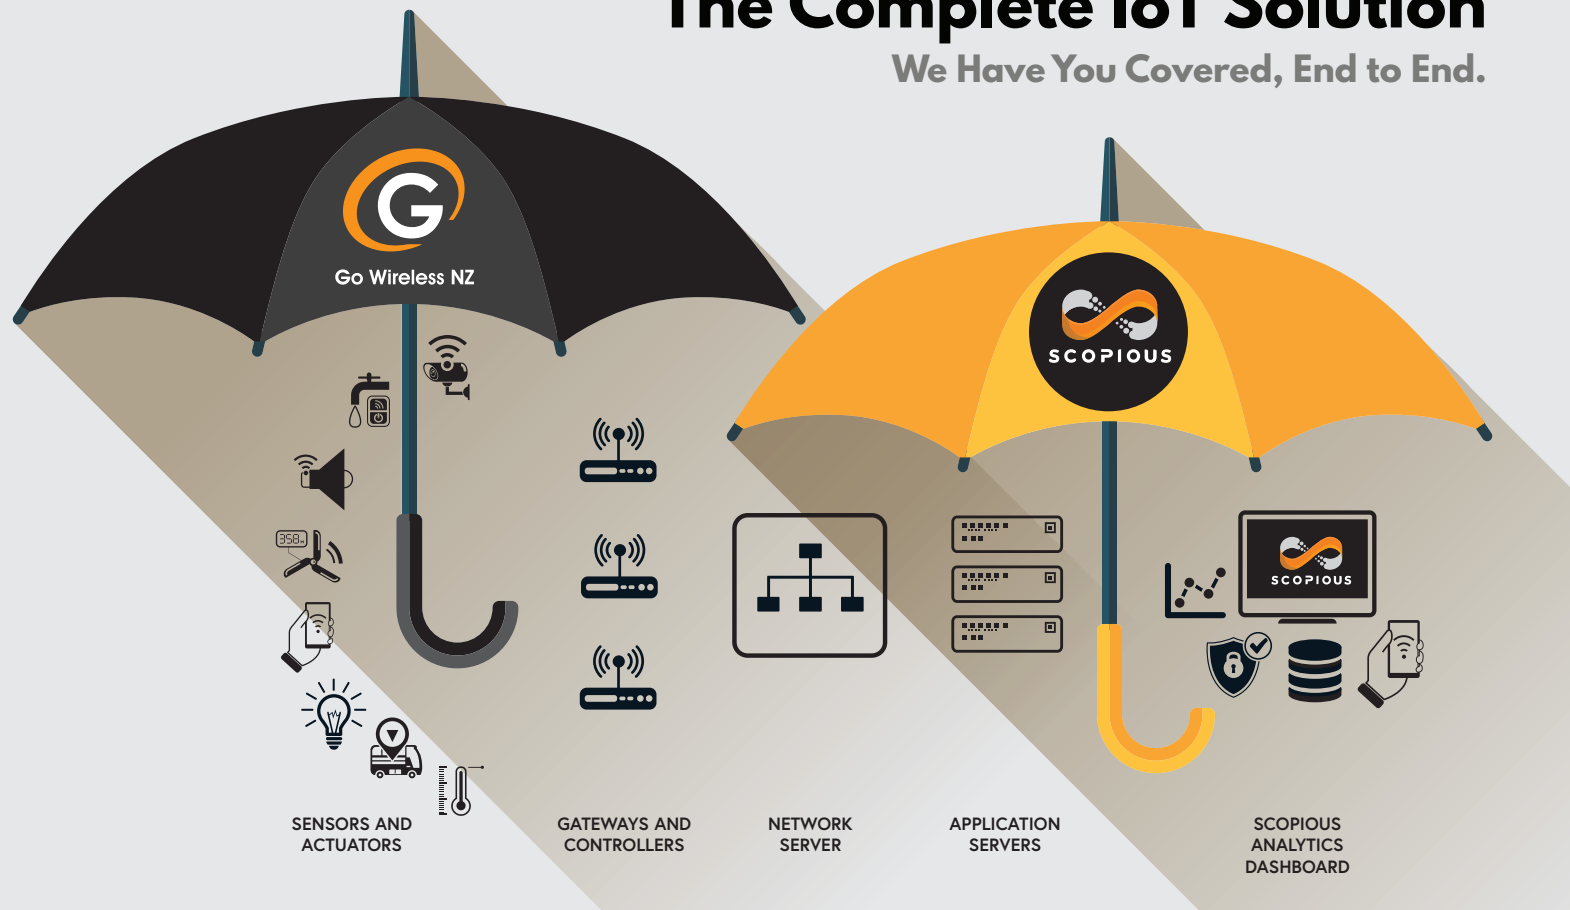 The Complete IoT Solution
We Have You Covered, End to End.
G
Go Wireless NZ
SCOPIOUS
358
SCOPIOUS
SENSORS AND
ACTUATORS
GATEWAYS AND
CONTROLLERS
NETWORK
SERVER
APPLICATION
SERVERS
SCOPIOUS
ANALYTICS
DASHBOARD